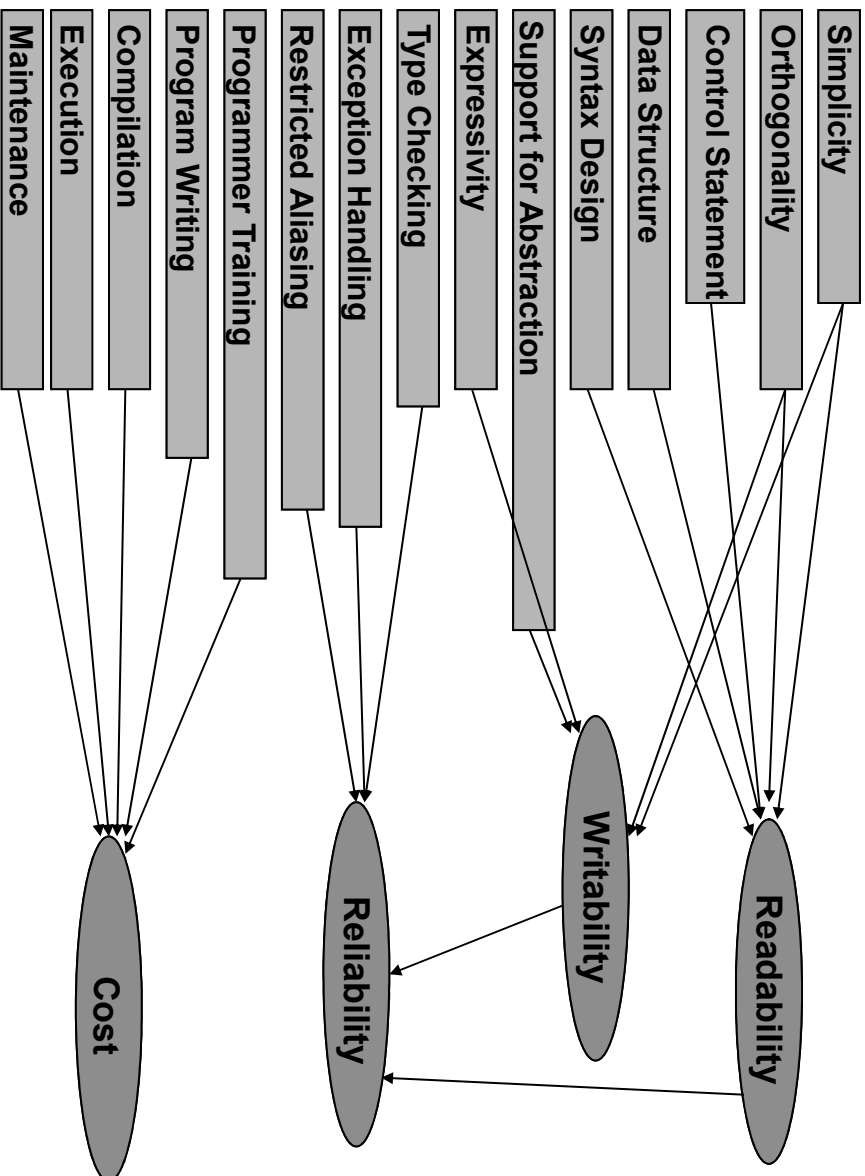 Simplicity
Orthogonality
Control Statement
Data Structure
Syntax Design
Support for Abstraction
Expressivity
Type Checking
Exception Handling
Restricted Aliasing
Programmer Training
Program Writing
Compilation
Execution
Maintenance
Readability
Writability
Reliability
Cost